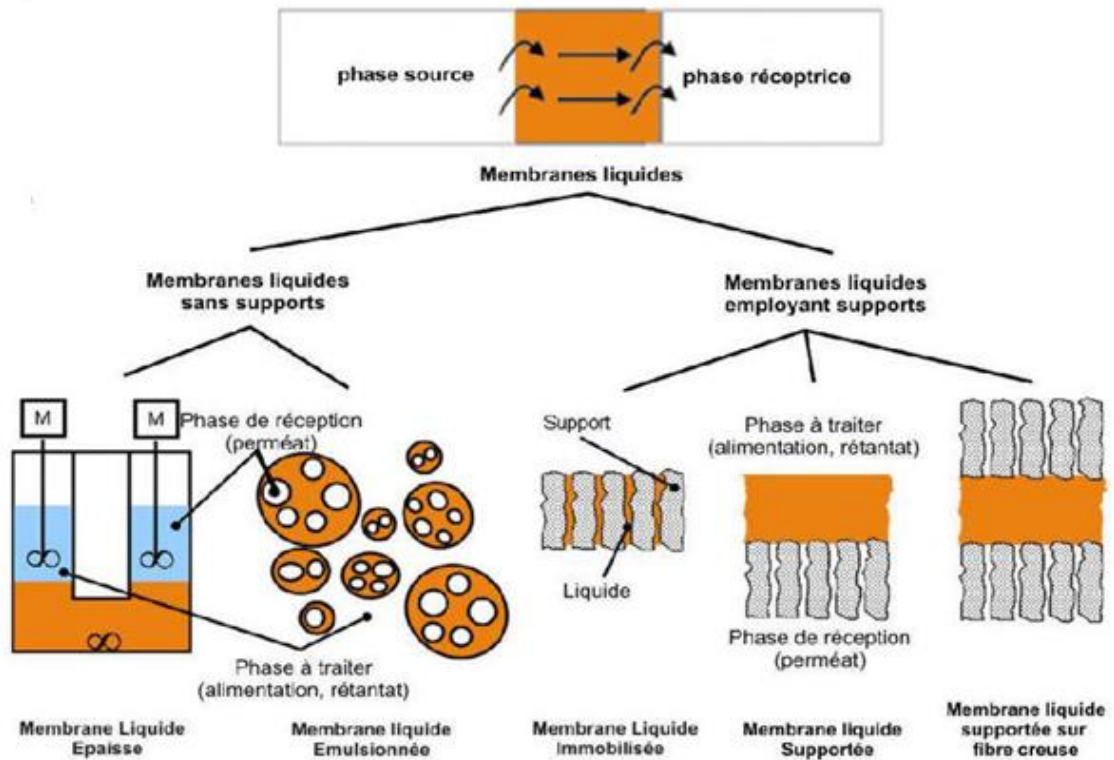 phase source
phase réceptrice
Membranes liquides
Membranes liquides
sans supports
Membranes liquides
employant supports
M
M
Phase de réception
(perméat)
Support
Phase à traiter
(alimentation, rétantat)
Liquide
Phase de réception
(perméat)
Phase à traiter
(alimentation, rétantat)
Membrane Liquide
Epaisse
Membrane liquide
Emulsionnée
Membrane Liquide
Immobilisée
Membrane liquide
Supportée
Membrane liquide
supportée sur
fibre creuse